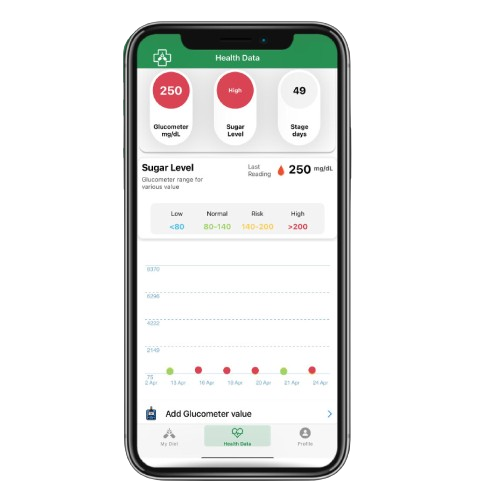 Health Data
250
High
49
Glucometer
mg/dL
Sugar
Level
Stage
days
Sugar Level
Glucometer range for
various value
Last
Reading
250 mg/dL
Low Normal Risk High
<80 80-140 140-200 >200
8370
6296
4222
2149
75
2 Apr 15 Apr 16 Apr 19 Apr 20 Apr 21 Apr 24 Apr
Add Glucometer value
My Diet
Health Data
Profile